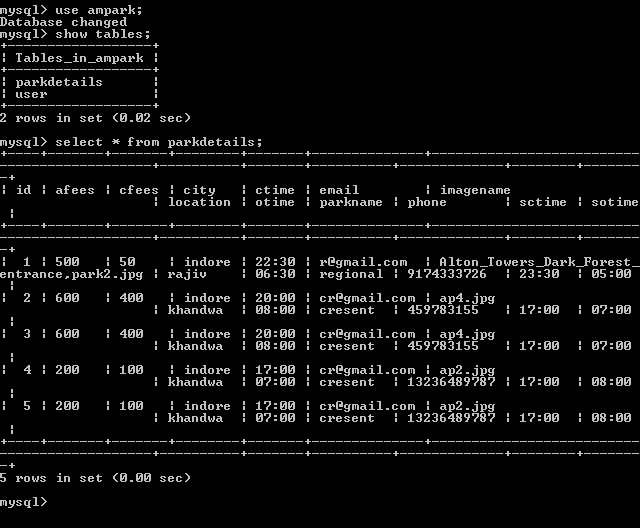 mysql> use ampark;
Database changed
mysql> show tables;
+------------------+
| Tables_in_ampark |
+------------------+
| parkdetails      |
| user             |
+------------------+
2 rows in set (0.02 sec)
mysql> select * from parkdetails;
| id | afees | cfees | city | ctime | email | imagename
| location | otime | parkname | phone | sctime | sotime
|
| 1 | 500 | 50 | indore | 22:30 | r@gmail.com | Alton_Towers_Dark_Forest_
entrance,park2.jpg | rajiv | 06:30 | regional | 9174333726 | 23:30 | 05:00
|
| 2 | 600 | 400 | indore | 20:00 | cr@gmail.com | ap4.jpg
| khandwa | 08:00 | cresent | 459783155 | 17:00 | 07:00
|
| 3 | 600 | 400 | indore | 20:00 | cr@gmail.com | ap4.jpg
| khandwa | 08:00 | cresent | 459783155 | 17:00 | 07:00
|
| 4 | 200 | 100 | indore | 17:00 | cr@gmail.com | ap2.jpg
| khandwa | 07:00 | cresent | 13236489787 | 17:00 | 08:00
|
| 5 | 200 | 100 | indore | 17:00 | cr@gmail.com | ap2.jpg
| khandwa | 07:00 | cresent | 13236489787 | 17:00 | 08:00
|
5 rows in set (0.00 sec)
mysql>